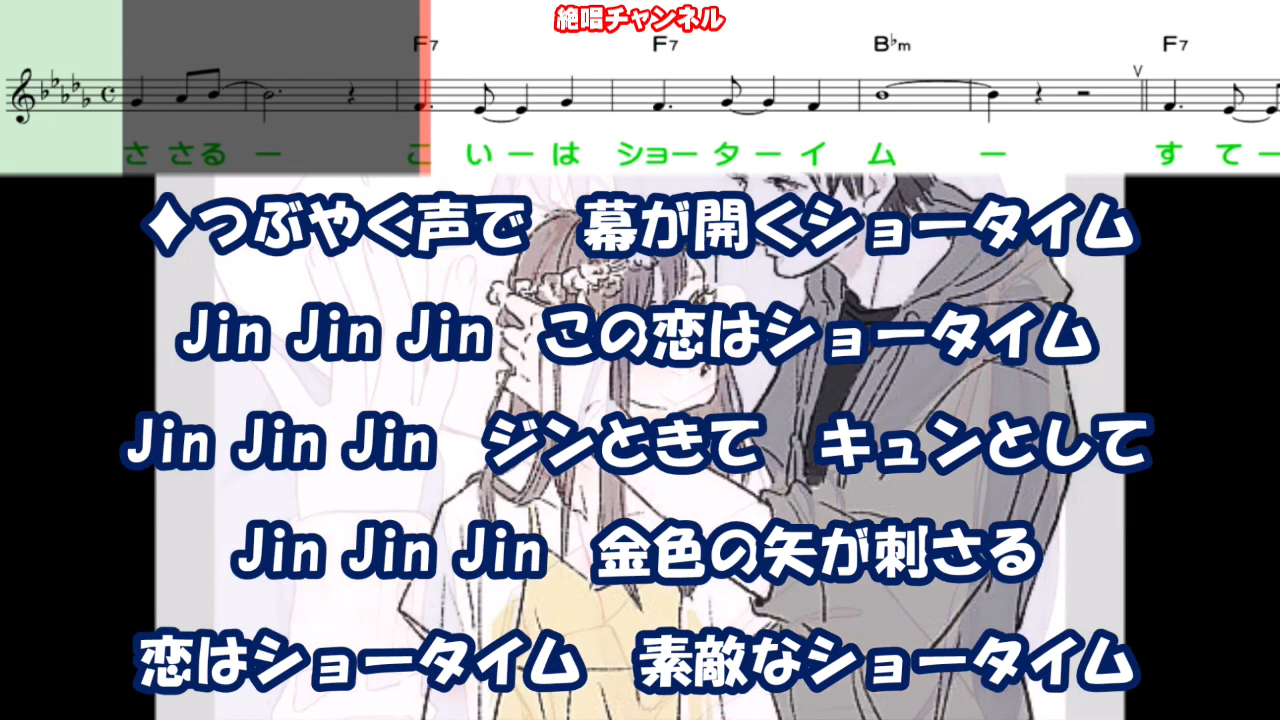 絶唱チャンネル
F7 F7 B♭m F7
ささるー こいーは ショーターイ ムー すてー
♦つぶやく声で 幕が開くショータイム
Jin Jin Jin この恋はショータイム
Jin Jin Jin ジンときて キュンとして
Jin Jin Jin 金色の矢が刺さる
恋はショータイム 素敵なショータイム